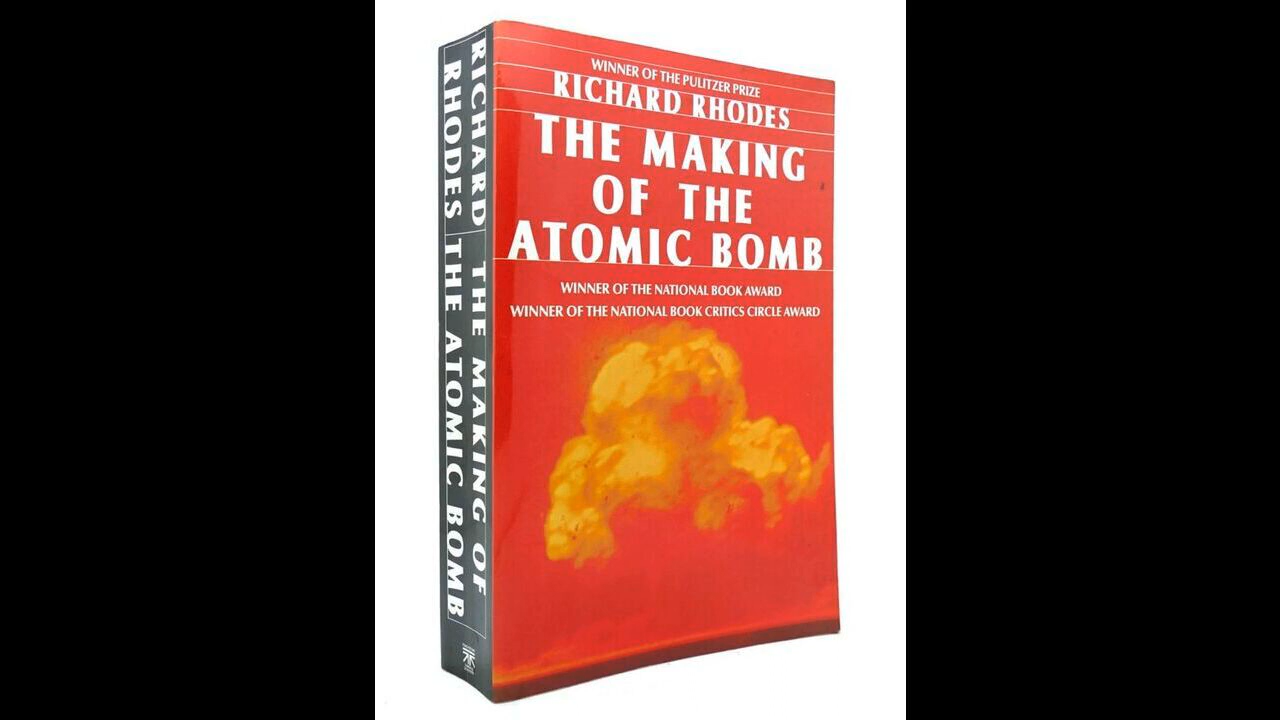 WINNER OF THE PULITZER PRIZE
RICHARD RHODES
THE MAKING
OF THE
ATOMIC BOMB
WINNER OF THE NATIONAL BOOK AWARD
WINNER OF THE NATIONAL BOOK CRITICS CIRCLE AWARD
RICHARD THE MAKING OF
RHODES THE ATOMIC BOMB